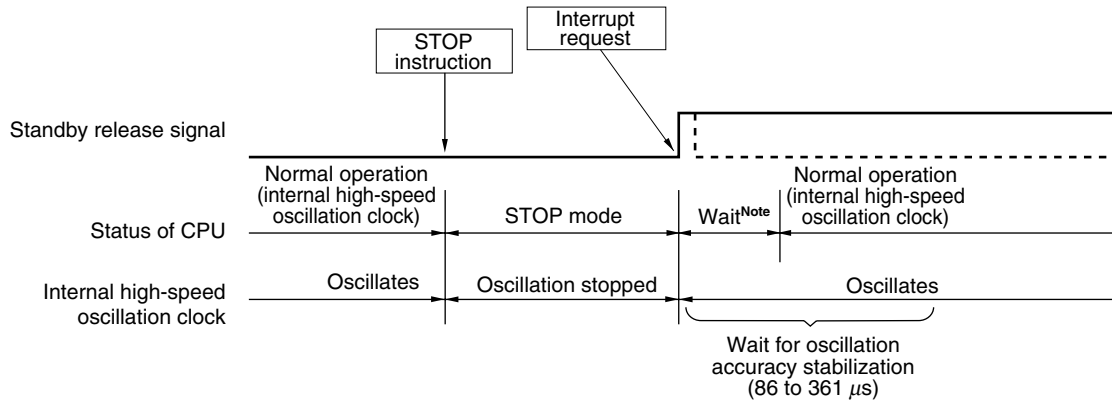 Interrupt
request
STOP
instruction
Standby release signal
Normal operation
(internal high-speed
oscillation clock)
Normal operation
(internal high-speed
oscillation clock)
Status of CPU
STOP mode
WaitNote
Internal high-speed
oscillation clock
Oscillates
Oscillation stopped
Oscillates
Wait for oscillation
accuracy stabilization
(86 to 361 μs)